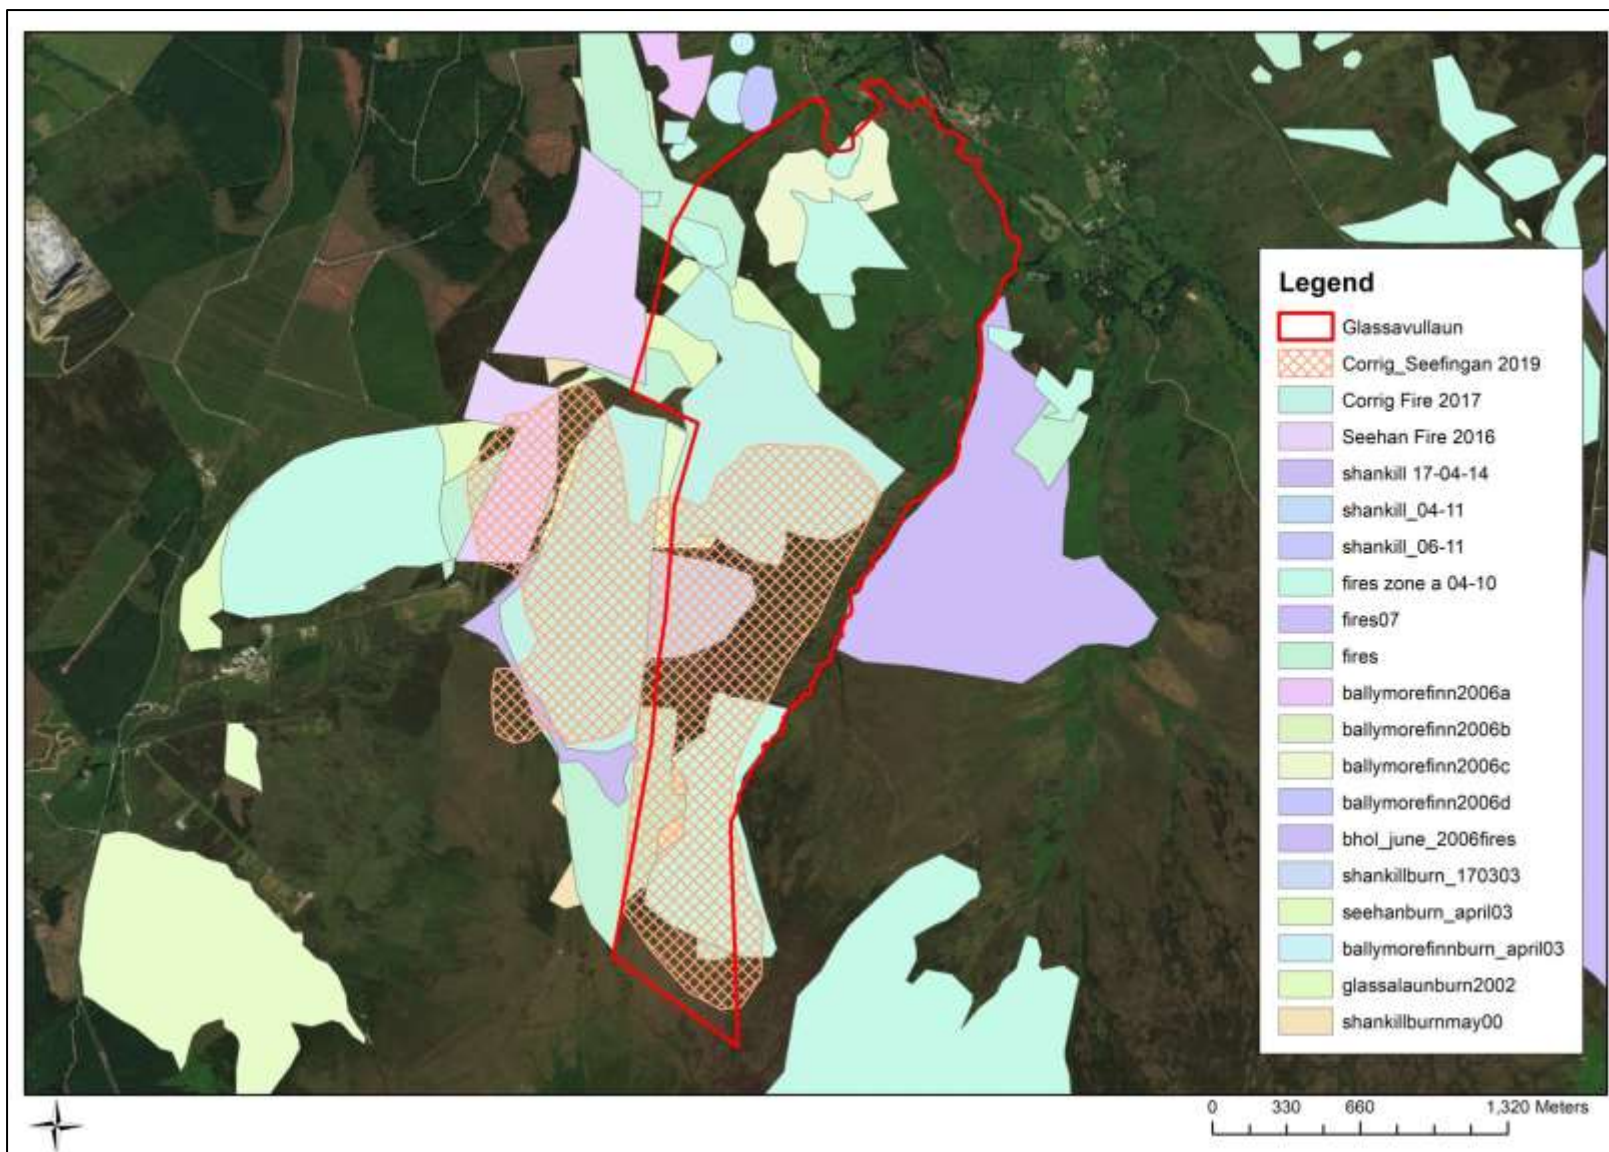 Legend
Glassavullaun
Corrig_Seefingan 2019
Corrig Fire 2017
Seehan Fire 2016
shankill 17-04-14
shankill_04-11
shankill_06-11
fires zone a 04-10
fires07
fires
ballymorefinn2006a
ballymorefinn2006b
ballymorefinn2006c
ballymorefinn2006d
bhol_june_2006fires
shankillburn_170303
seehanburn_april03
ballymorefinnburn_april03
glassalaunburn2002
shankillburnmay00
0 330 660 1,320 Meters